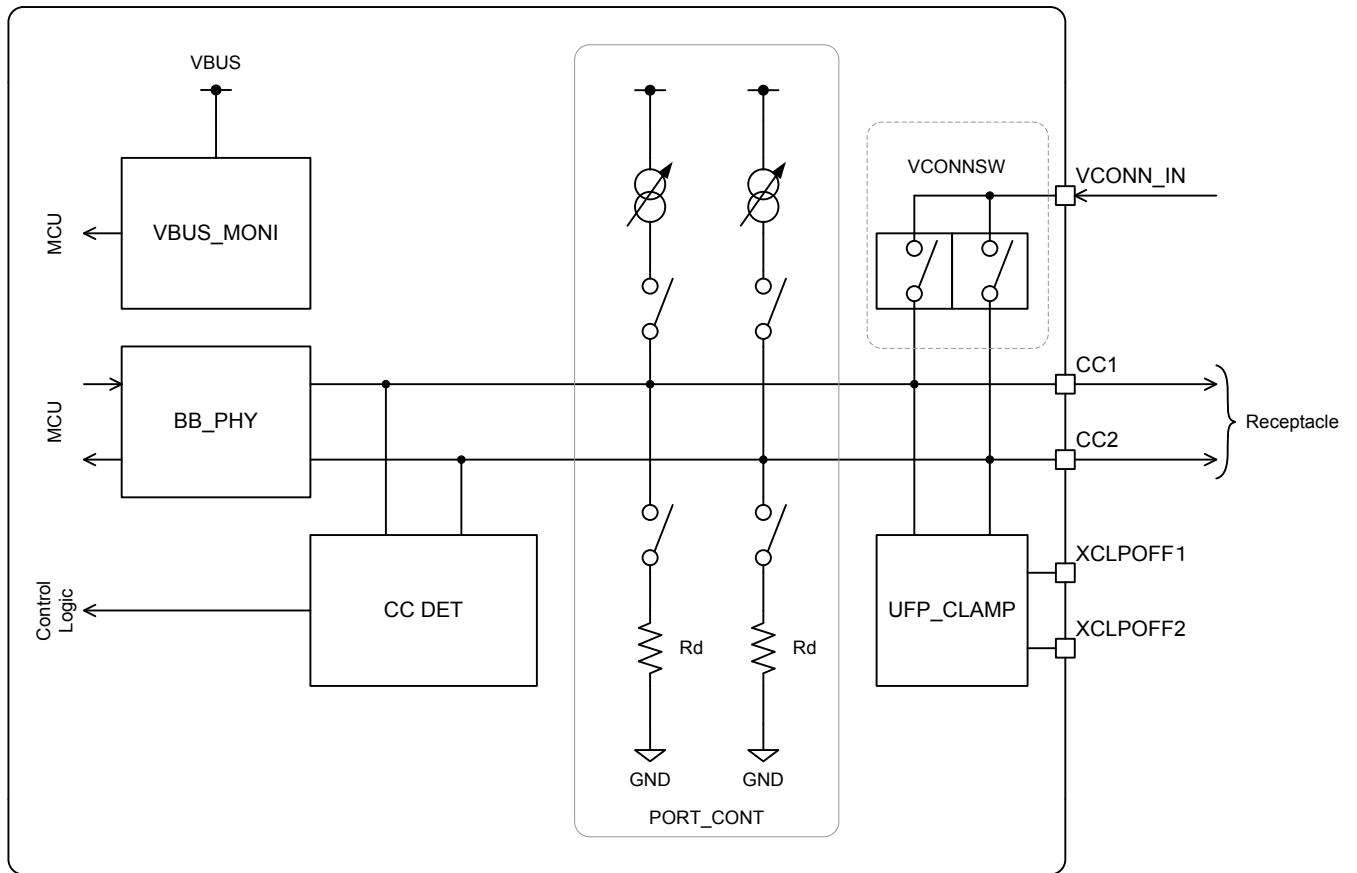 VBUS
VCONNSW
VCONN_IN
MCU
VBUS_MONI
CC1
MCU
BB_PHY
Receptacle
CC2
XCLPOFF1
Control
Logic
CC DET
UFP_CLAMP
XCLPOFF2
Rd
Rd
GND
GND
PORT_CONT